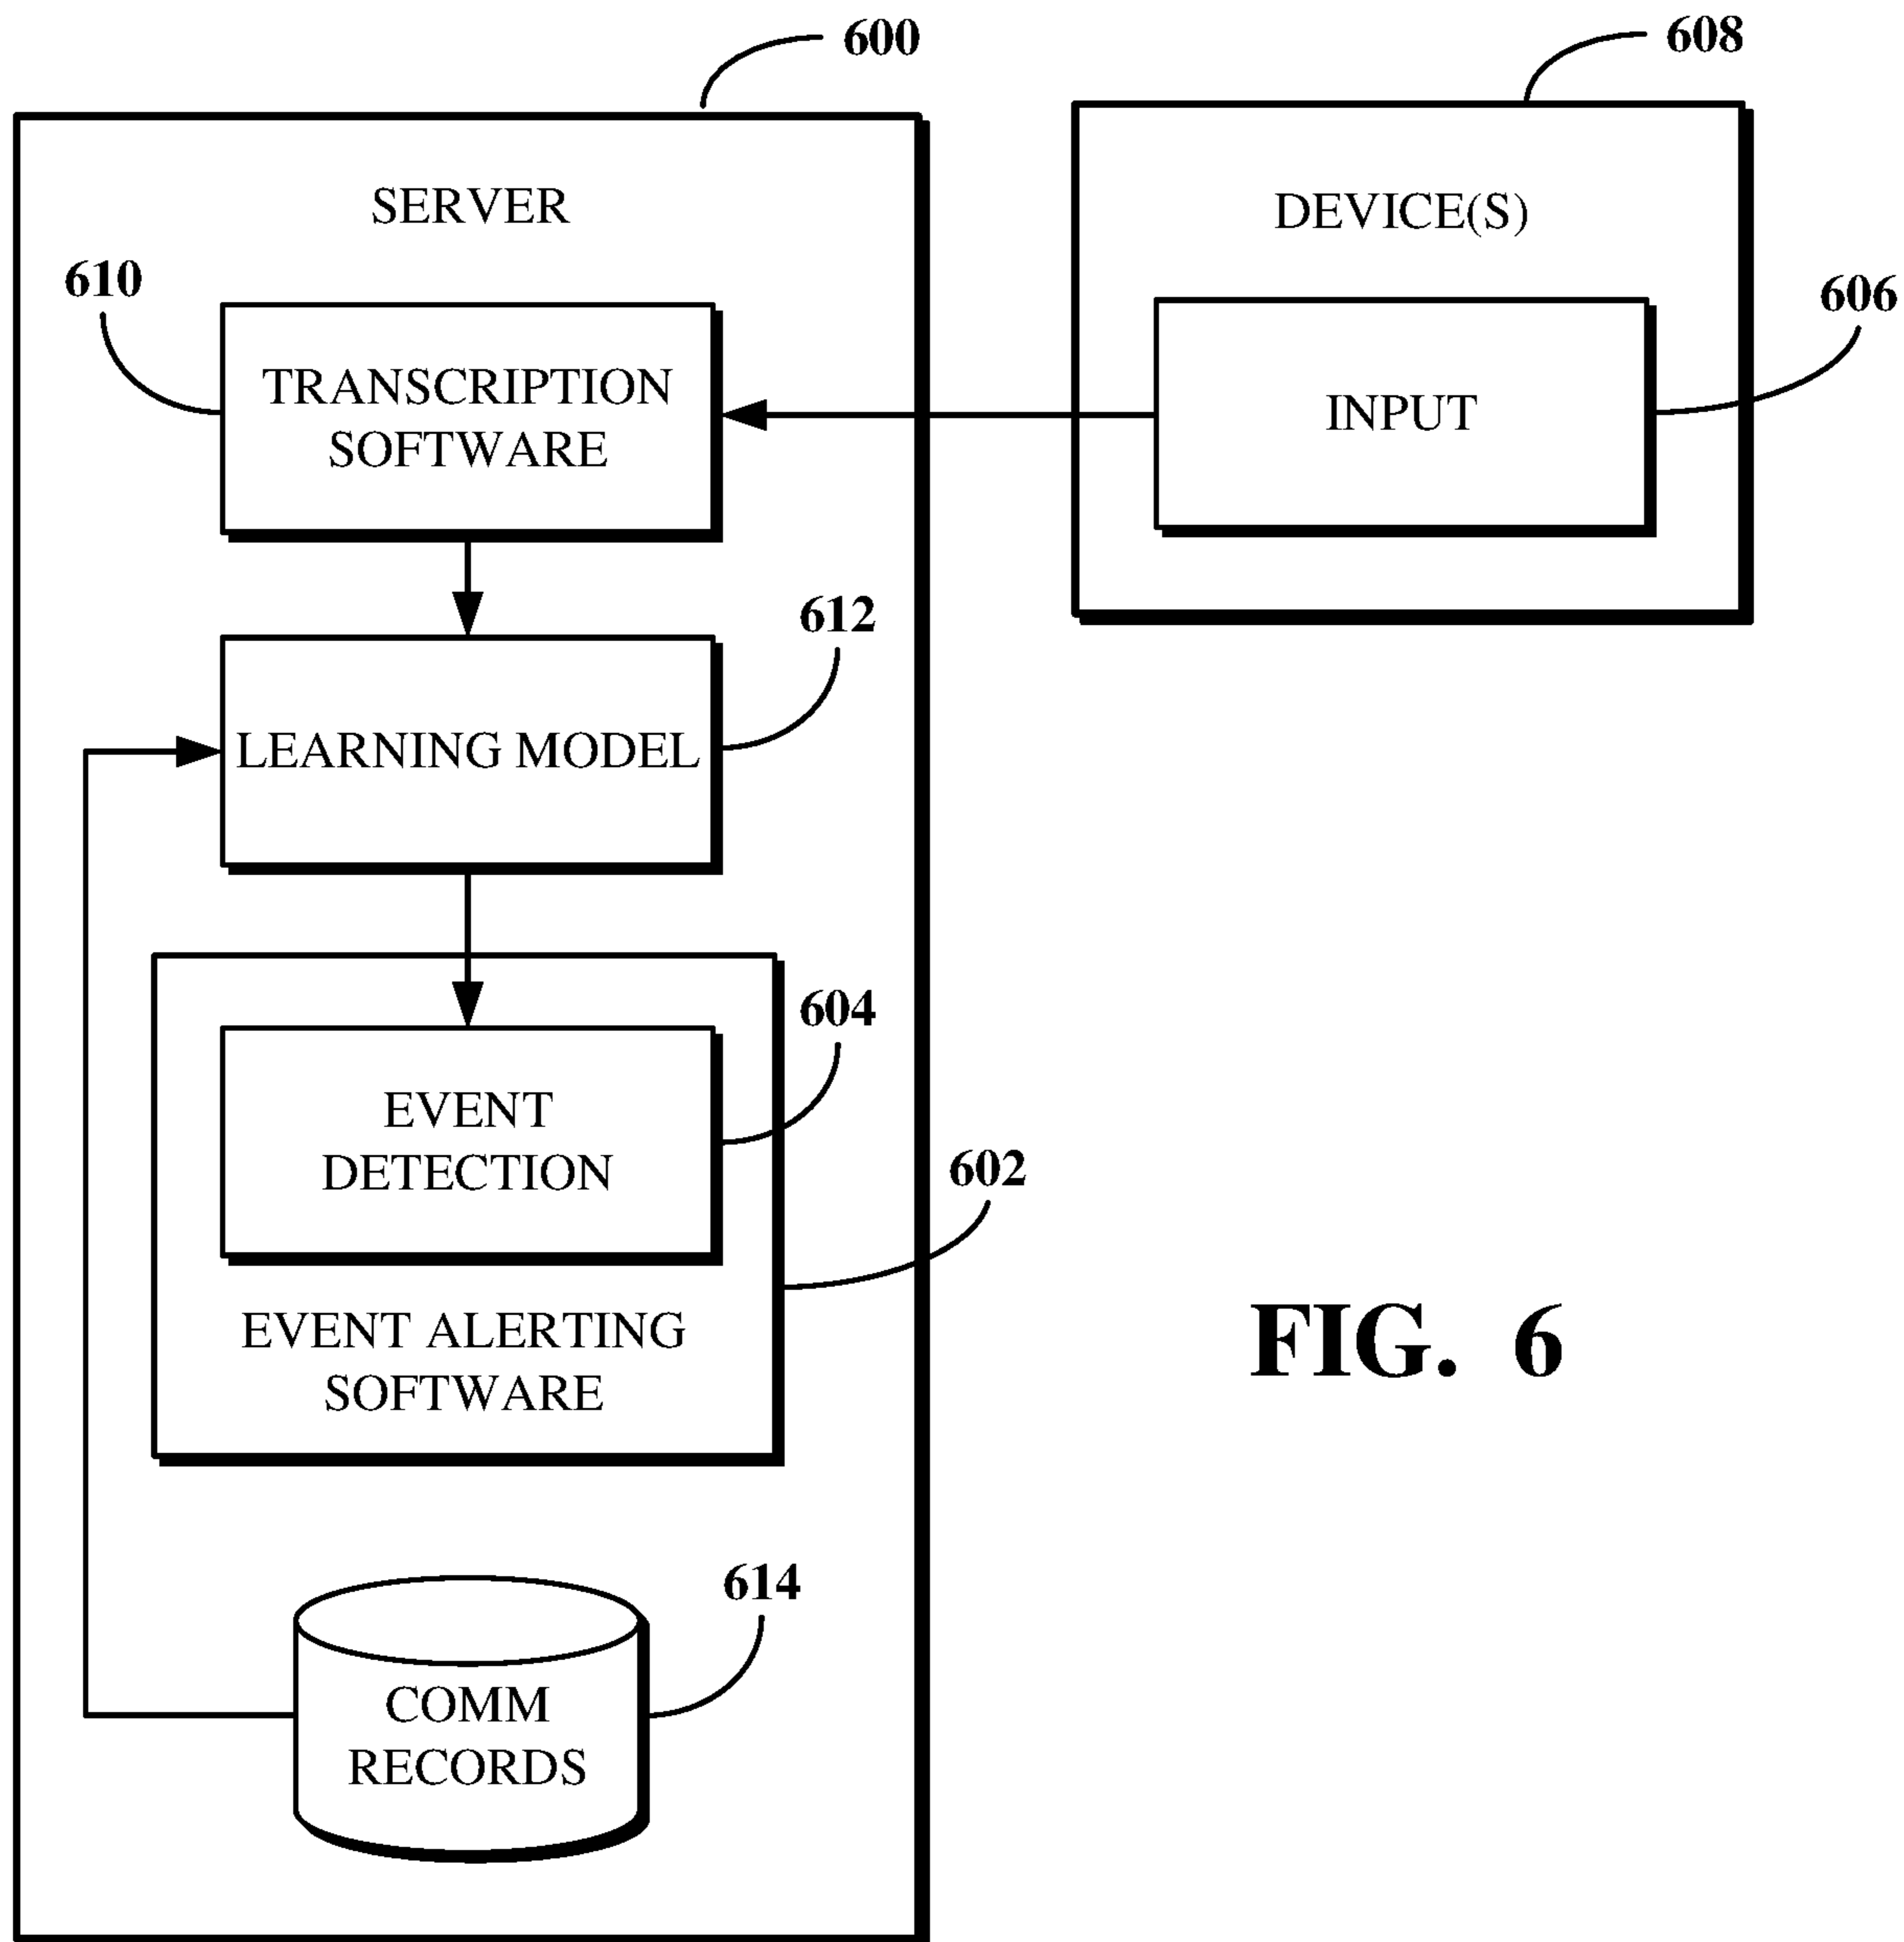 600
608
SERVER
DEVICE(S)
610
606
TRANSCRIPTION
SOFTWARE
INPUT
612
LEARNING MODEL
604
EVENT
DETECTION
602
EVENT ALERTING
SOFTWARE
FIG. 6
614
COMM
RECORDS